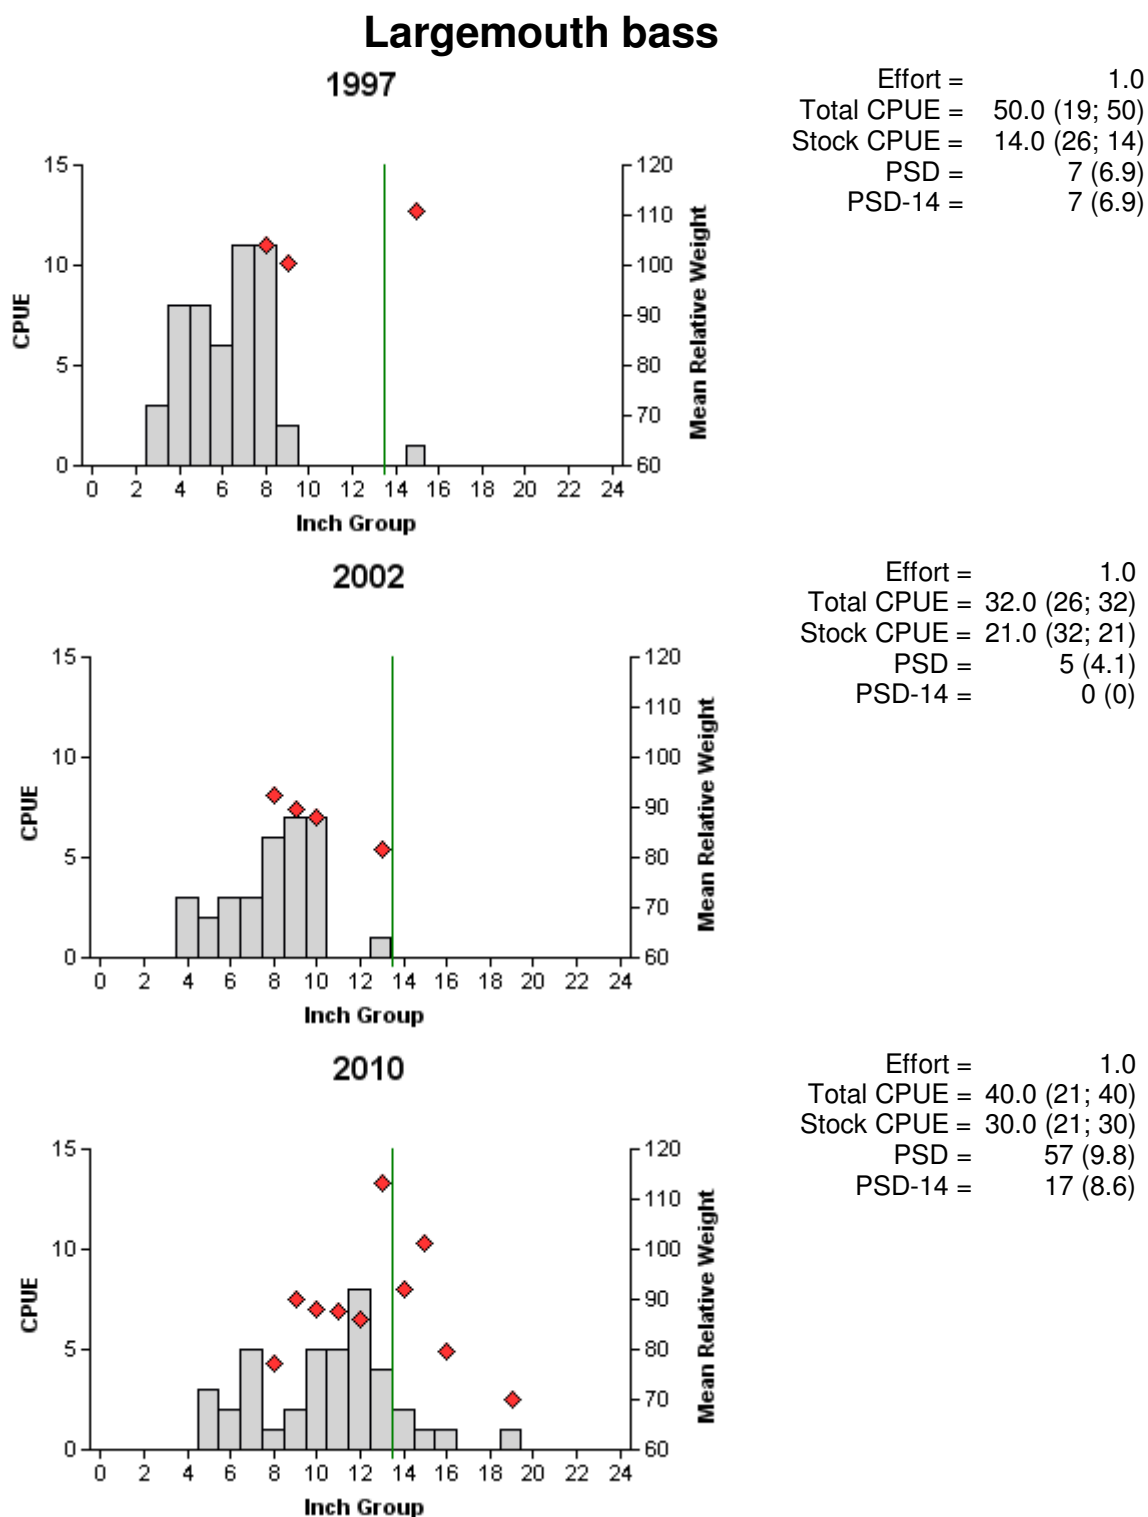 Largemouth bass
1997
Effort = 1.0
Total CPUE = 50.0 (19; 50)
Stock CPUE = 14.0 (26; 14)
PSD = 7 (6.9)
PSD-14 = 7 (6.9)
15
10
5
0
CPUE
120
110
100
90
80
70
60
Mean Relative Weight
0 2 4 6 8 10 12 14 16 18 20 22 24
Inch Group
2002
Effort = 1.0
Total CPUE = 32.0 (26; 32)
Stock CPUE = 21.0 (32; 21)
PSD = 5 (4.1)
PSD-14 = 0 (0)
15
10
5
0
CPUE
120
110
100
90
80
70
60
Mean Relative Weight
0 2 4 6 8 10 12 14 16 18 20 22 24
Inch Group
2010
Effort = 1.0
Total CPUE = 40.0 (21; 40)
Stock CPUE = 30.0 (21; 30)
PSD = 57 (9.8)
PSD-14 = 17 (8.6)
15
10
5
0
CPUE
120
110
100
90
80
70
60
Mean Relative Weight
0 2 4 6 8 10 12 14 16 18 20 22 24
Inch Group